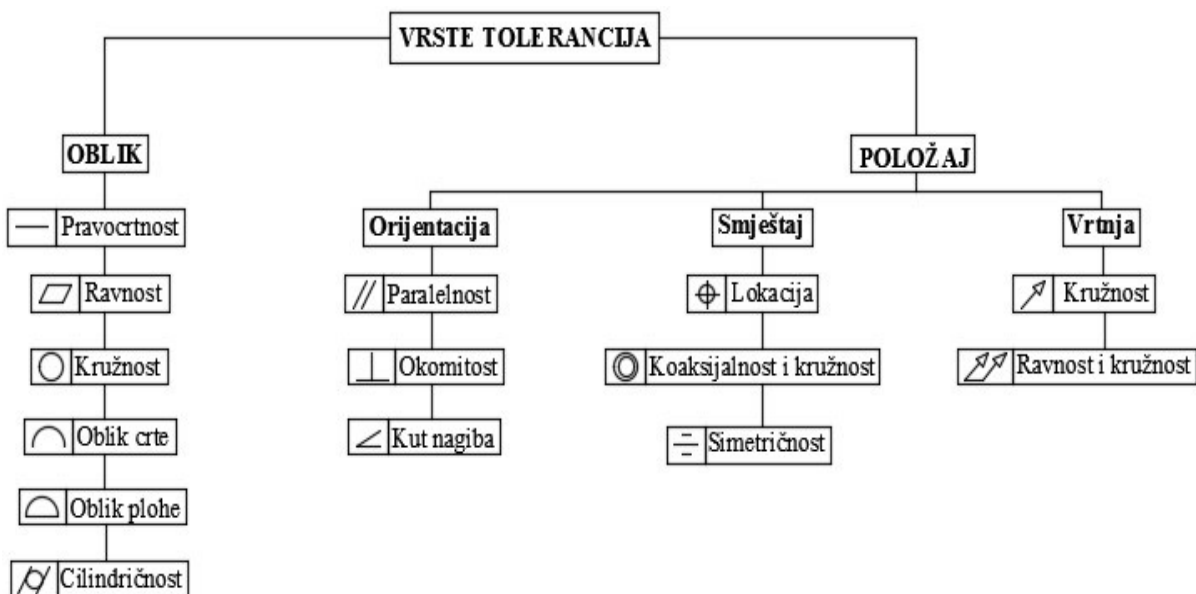 VRSTE TOLERANCIJA
OBLIK
POLOŽAJ
Pravocrtnost
Orijentacija
Smještaj
Vrtnja
Ravnost
Paralelnost
Lokacija
Kružnost
Kružnost
Okomitost
Koaksijalnost i kružnost
Ravnost i kružnost
Oblik crte
Kut nagiba
Simetričnost
Oblik plohe
Cilindričnost